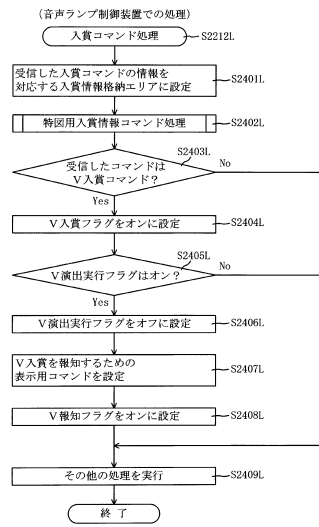 (音声ランプ制御装置での処理)
入賞コマンド処理
S2212L
受信した入賞コマンドの情報を
対応する入賞情報格納エリアに設定
S2401L
特図用入賞情報コマンド処理
S2402L
S2403L
受信したコマンドは
V入賞コマンド?
No
Yes
V入賞フラグをオンに設定
S2404L
S2405L
V演出実行フラグはオン?
No
Yes
V演出実行フラグをオフに設定
S2406L
V入賞を報知するための
表示用コマンドを設定
S2407L
V報知フラグをオンに設定
S2408L
その他の処理を実行
S2409L
終了